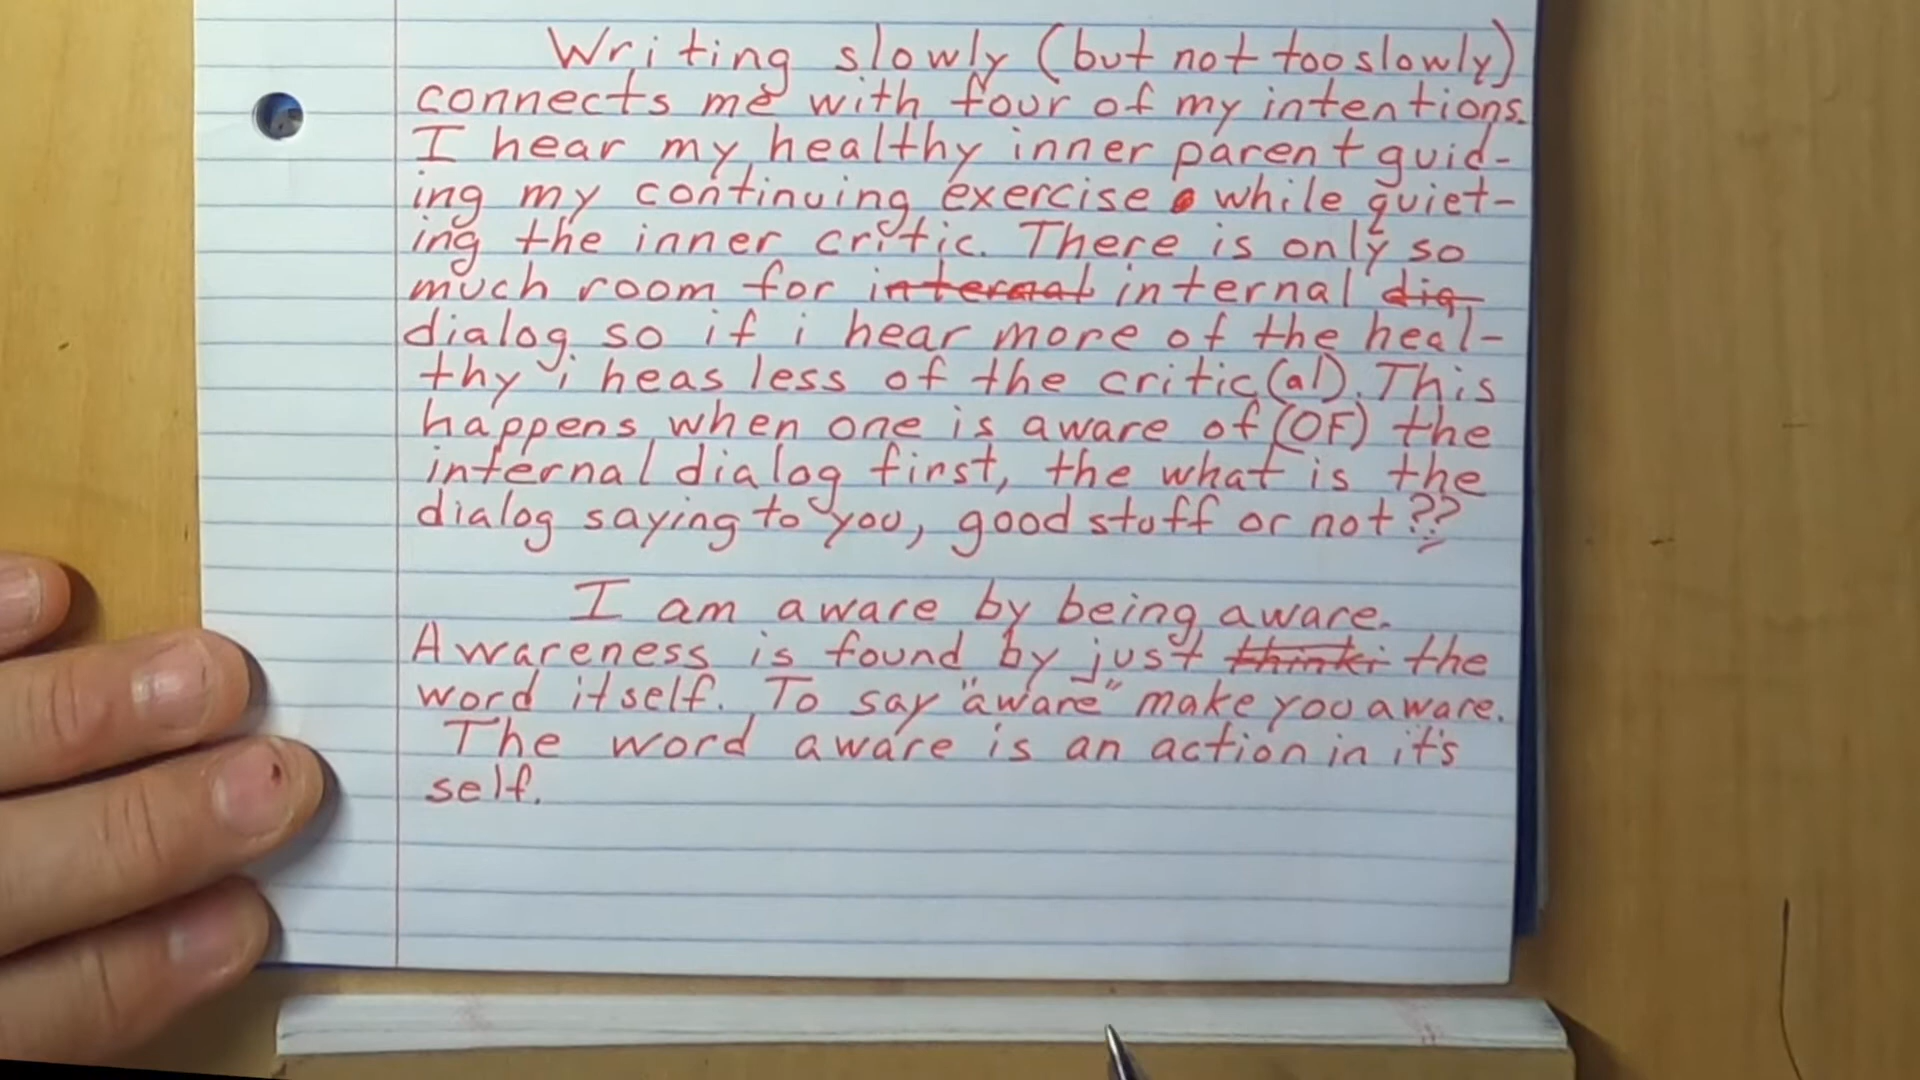 Writing slowly (but not too slowly)
connects me with four of my intentions.
I hear my healthy inner parent guid-
ing my continuing exercise while quiet-
ing the inner critic. There is only so
much room for internal internal dig
dialog so if i hear more of the heal-
thy i heas less of the critic(al). This
happens when one is aware of (OF) the
internal dialog first, the what is the
dialog saying to you, good stuff or not??
I am aware by being aware.
Awareness is found by just thinki the
word itself. To say "aware" make you aware.
The word aware is an action in it's
self.